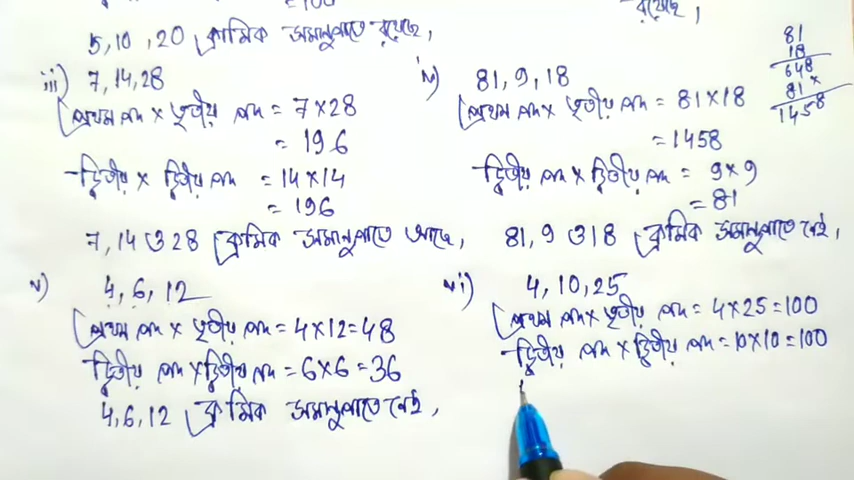 5, 10, 20 ক্রমিক সমানুপাতে রয়েছে,
রয়েছে,
iii) 7, 14, 28
প্রথম পদ × তৃতীয় পদ = 7 × 28
= 196
দ্বিতীয় × দ্বিতীয় পদ = 14 × 14
= 196
7, 14 ও 28 ক্রমিক সমানুপাতে আছে,
iv) 81, 9, 18
প্রথম পদ × তৃতীয় পদ = 81 × 18
= 1458
দ্বিতীয় পদ × দ্বিতীয় পদ = 9 × 9
= 81
81, 9 ও 18 ক্রমিক সমানুপাতে নেই,
81
18
648
81×
1458
v) 4, 6, 12
প্রথম পদ × তৃতীয় পদ = 4 × 12 = 48
দ্বিতীয় পদ × দ্বিতীয় পদ = 6 × 6 = 36
4, 6, 12 ক্রমিক সমানুপাতে নেই,
vi) 4, 10, 25
প্রথম পদ × তৃতীয় পদ = 4 × 25 = 100
দ্বিতীয় পদ × দ্বিতীয় পদ = 10 × 10 = 100